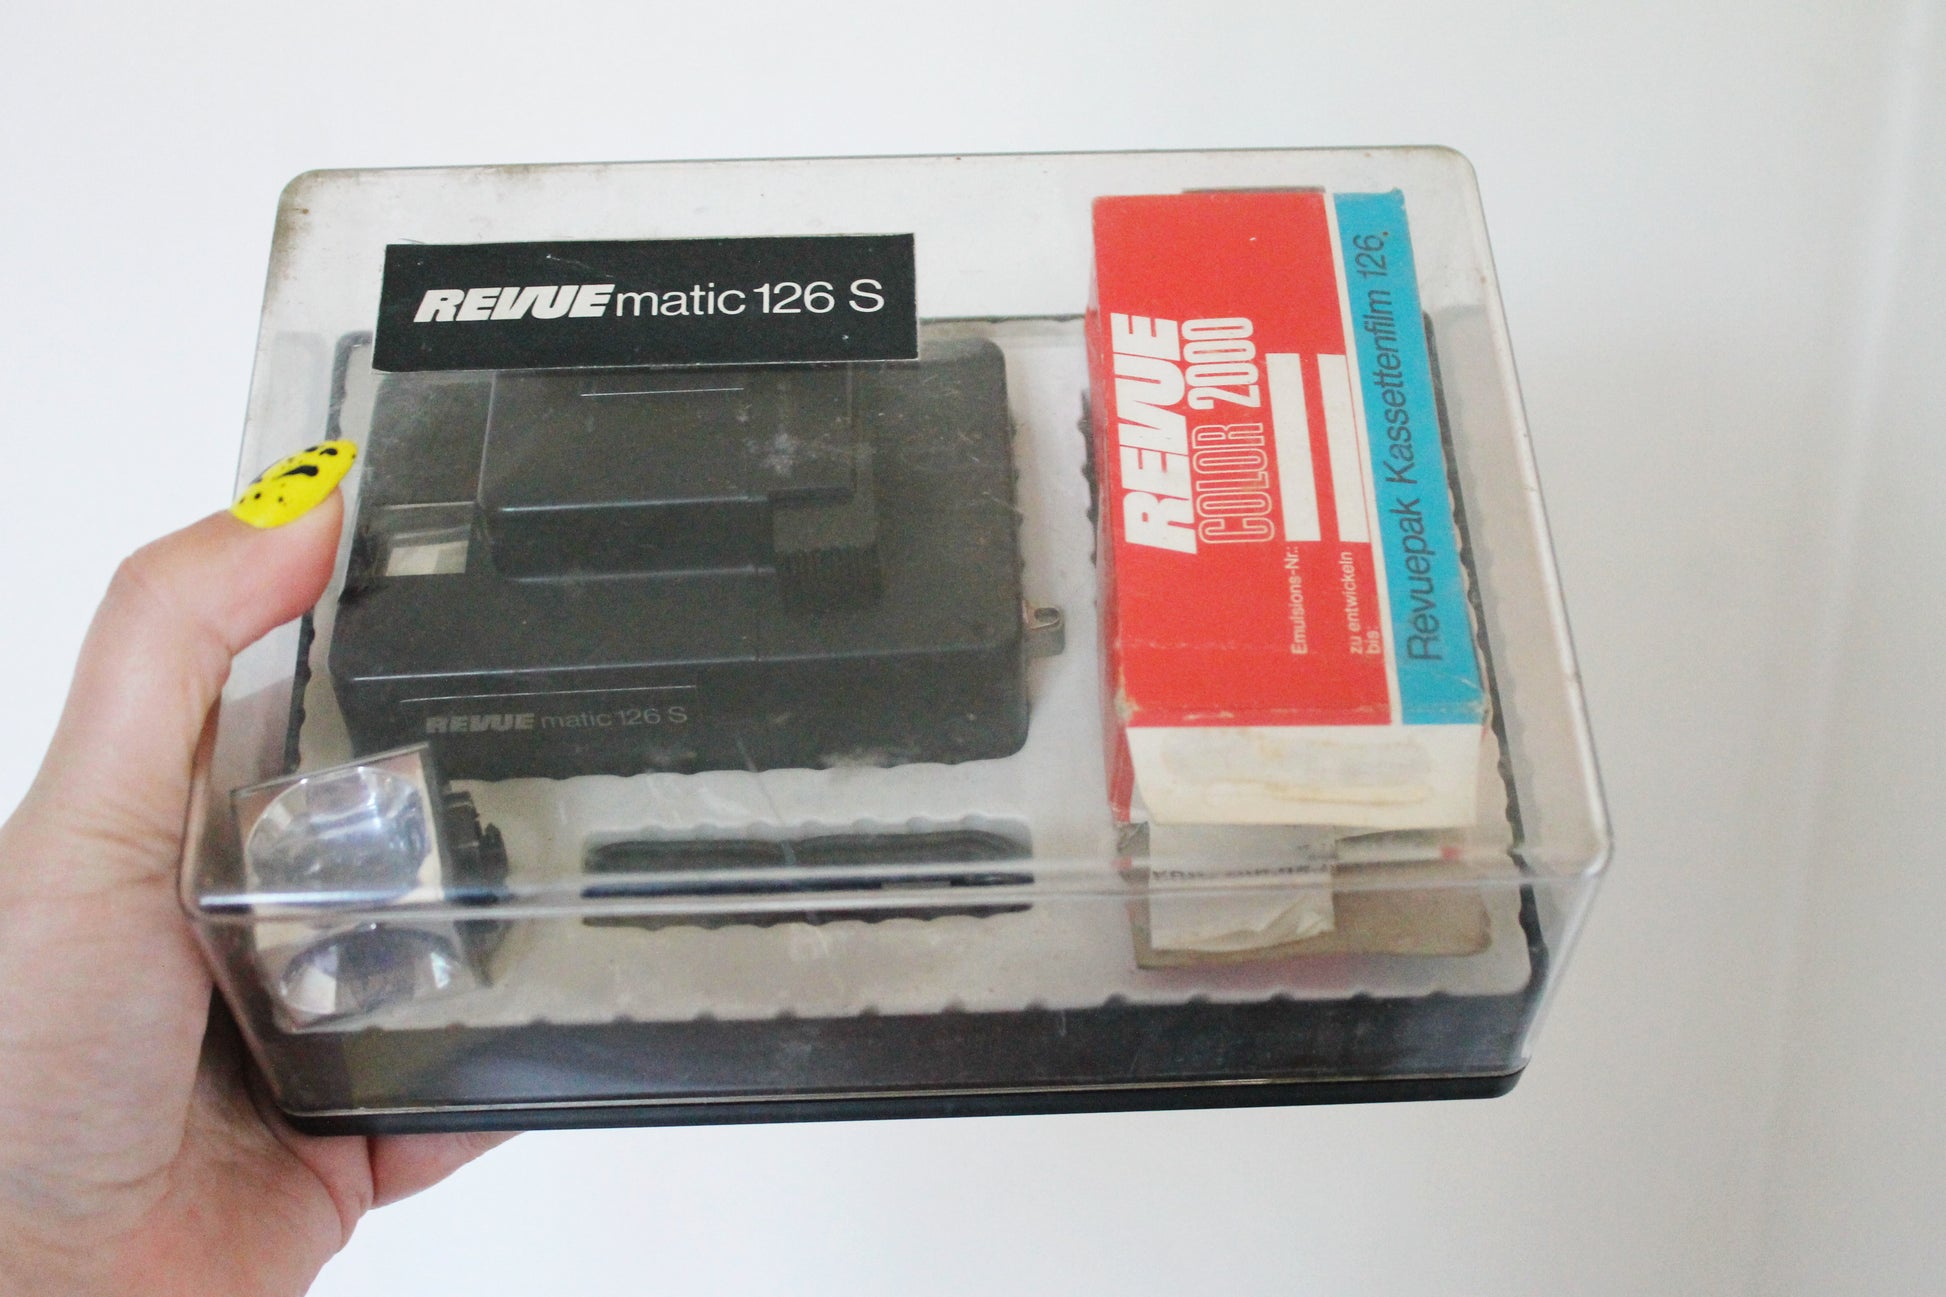 REVUE matic 126 S
REVUE
COLOR 2000
Emulsions-Nr.:
zu entwickeln
bis:
Revuepak Kassettenfilm 126
REVUE matic 126 S